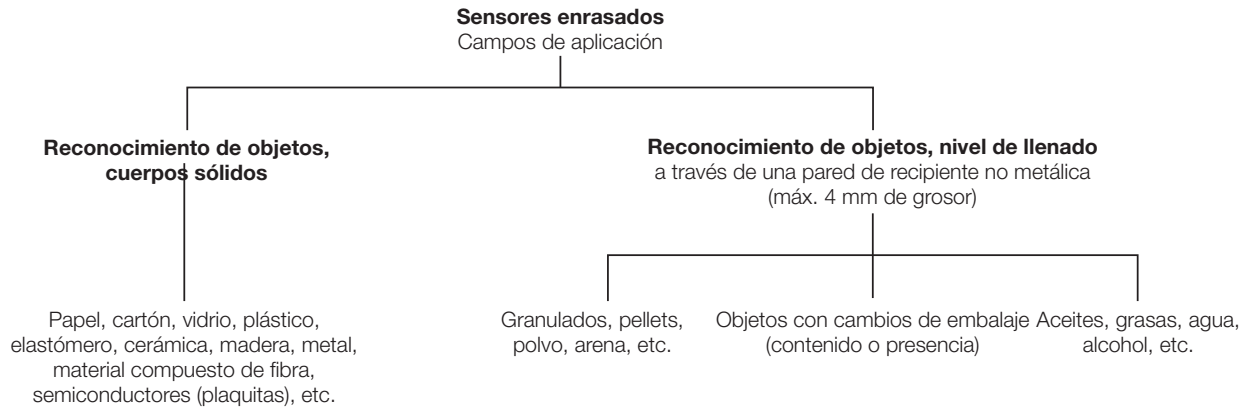 Sensores enrasados
Campos de aplicación
Reconocimiento de objetos,
cuerpos sólidos
Reconocimiento de objetos, nivel de llenado
a través de una pared de recipiente no metálica
(máx. 4 mm de grosor)
Papel, cartón, vidrio, plástico,
elastómero, cerámica, madera, metal,
material compuesto de fibra,
semiconductores (plaquitas), etc.
Granulados, pellets,
polvo, arena, etc.
Objetos con cambios de embalaje
(contenido o presencia)
Aceites, grasas, agua,
alcohol, etc.